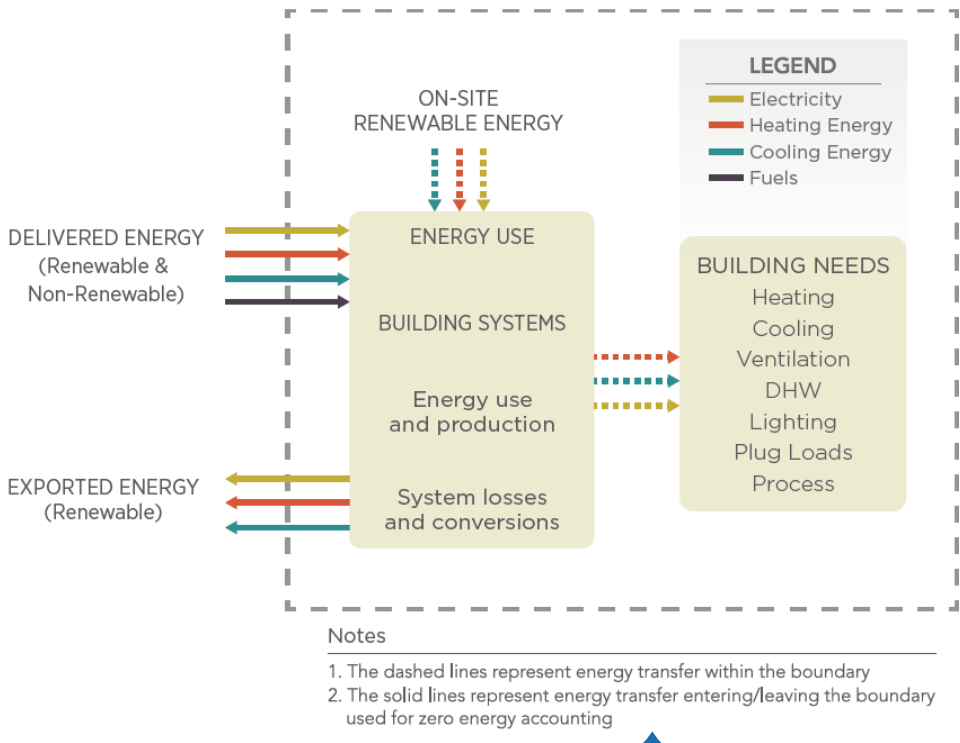 LEGEND
Electricity
Heating Energy
Cooling Energy
Fuels
ON-SITE
RENEWABLE ENERGY
DELIVERED ENERGY
(Renewable &
Non-Renewable)
ENERGY USE
BUILDING SYSTEMS
Energy use
and production
System losses
and conversions
EXPORTED ENERGY
(Renewable)
BUILDING NEEDS
Heating
Cooling
Ventilation
DHW
Lighting
Plug Loads
Process
Notes
1. The dashed lines represent energy transfer within the boundary
2. The solid lines represent energy transfer entering/leaving the boundary
used for zero energy accounting